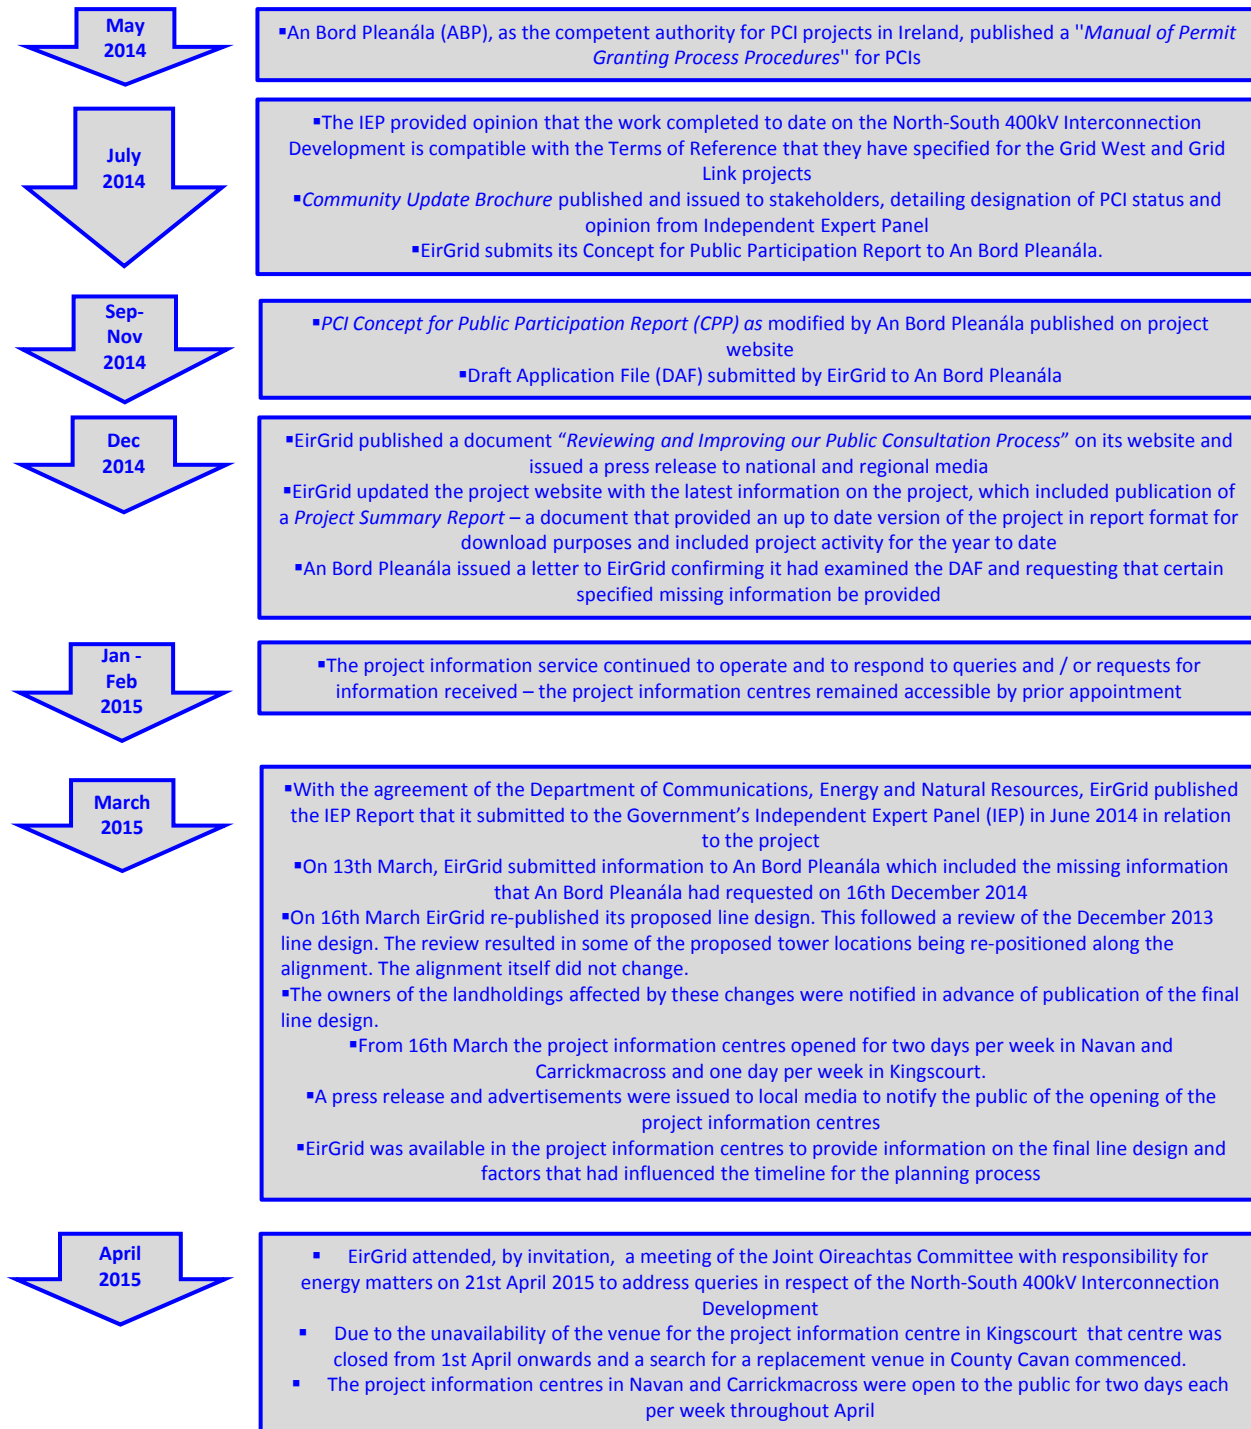 May
2014
▪An Bord Pleanála (ABP), as the competent authority for PCI projects in Ireland, published a "Manual of Permit
Granting Process Procedures" for PCIs
July
2014
▪The IEP provided opinion that the work completed to date on the North-South 400kV Interconnection
Development is compatible with the Terms of Reference that they have specified for the Grid West and Grid
Link projects
▪Community Update Brochure published and issued to stakeholders, detailing designation of PCI status and
opinion from Independent Expert Panel
▪EirGrid submits its Concept for Public Participation Report to An Bord Pleanála.
Sep-
Nov
2014
▪PCI Concept for Public Participation Report (CPP) as modified by An Bord Pleanála published on project
website
▪Draft Application File (DAF) submitted by EirGrid to An Bord Pleanála
Dec
2014
▪EirGrid published a document “Reviewing and Improving our Public Consultation Process” on its website and
issued a press release to national and regional media
▪EirGrid updated the project website with the latest information on the project, which included publication of
a Project Summary Report – a document that provided an up to date version of the project in report format for
download purposes and included project activity for the year to date
▪An Bord Pleanála issued a letter to EirGrid confirming it had examined the DAF and requesting that certain
specified missing information be provided
Jan -
Feb
2015
▪The project information service continued to operate and to respond to queries and / or requests for
information received – the project information centres remained accessible by prior appointment
March
2015
▪With the agreement of the Department of Communications, Energy and Natural Resources, EirGrid published
the IEP Report that it submitted to the Government’s Independent Expert Panel (IEP) in June 2014 in relation
to the project
▪On 13th March, EirGrid submitted information to An Bord Pleanála which included the missing information
that An Bord Pleanála had requested on 16th December 2014
▪On 16th March EirGrid re-published its proposed line design. This followed a review of the December 2013
line design. The review resulted in some of the proposed tower locations being re-positioned along the
alignment. The alignment itself did not change.
▪The owners of the landholdings affected by these changes were notified in advance of publication of the final
line design.
▪From 16th March the project information centres opened for two days per week in Navan and
Carrickmacross and one day per week in Kingscourt.
▪A press release and advertisements were issued to local media to notify the public of the opening of the
project information centres
▪EirGrid was available in the project information centres to provide information on the final line design and
factors that had influenced the timeline for the planning process
April
2015
▪ EirGrid attended, by invitation, a meeting of the Joint Oireachtas Committee with responsibility for
energy matters on 21st April 2015 to address queries in respect of the North-South 400kV Interconnection
Development
▪ Due to the unavailability of the venue for the project information centre in Kingscourt that centre was
closed from 1st April onwards and a search for a replacement venue in County Cavan commenced.
▪ The project information centres in Navan and Carrickmacross were open to the public for two days each
per week throughout April